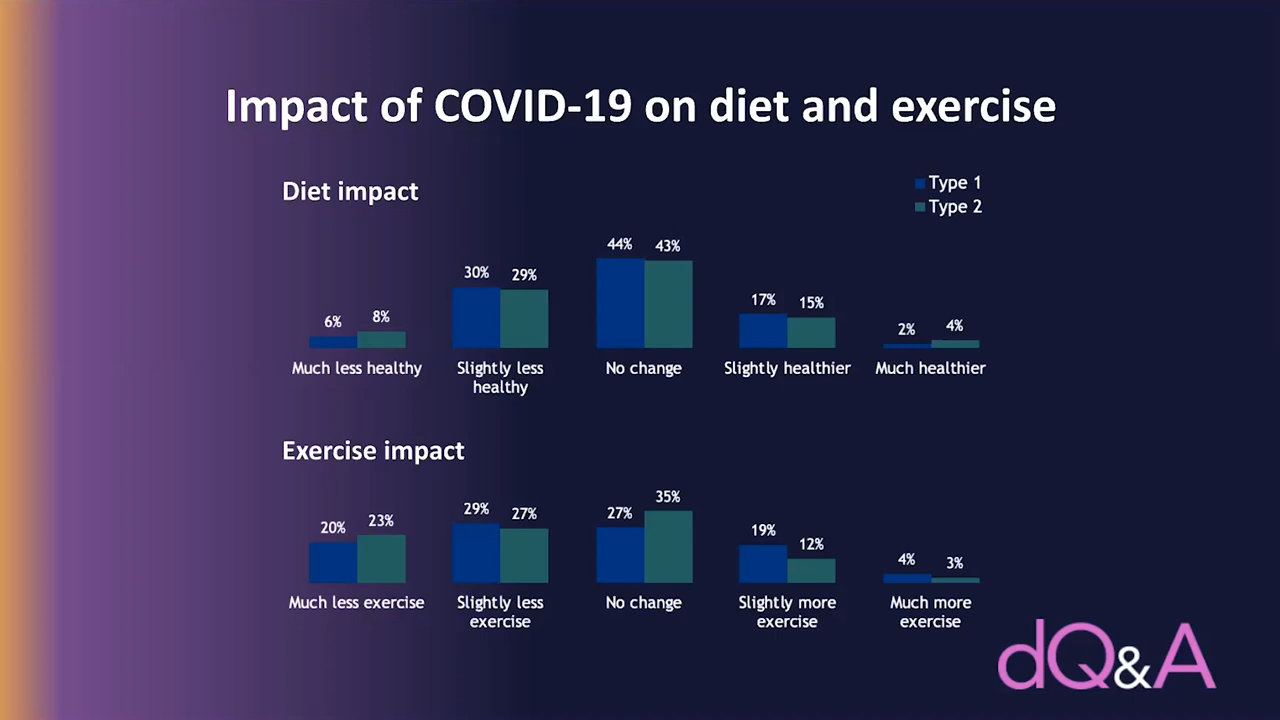 Impact of COVID-19 on diet and exercise
Diet impact
Type 1
Type 2
6%
8%
30%
29%
44%
43%
17%
15%
2%
4%
Much less healthy
Slightly less
healthy
No change
Slightly healthier
Much healthier
Exercise impact
20%
23%
29%
27%
27%
35%
19%
12%
4%
3%
Much less exercise
Slightly less
exercise
No change
Slightly more
exercise
Much more
exercise
dQ&A